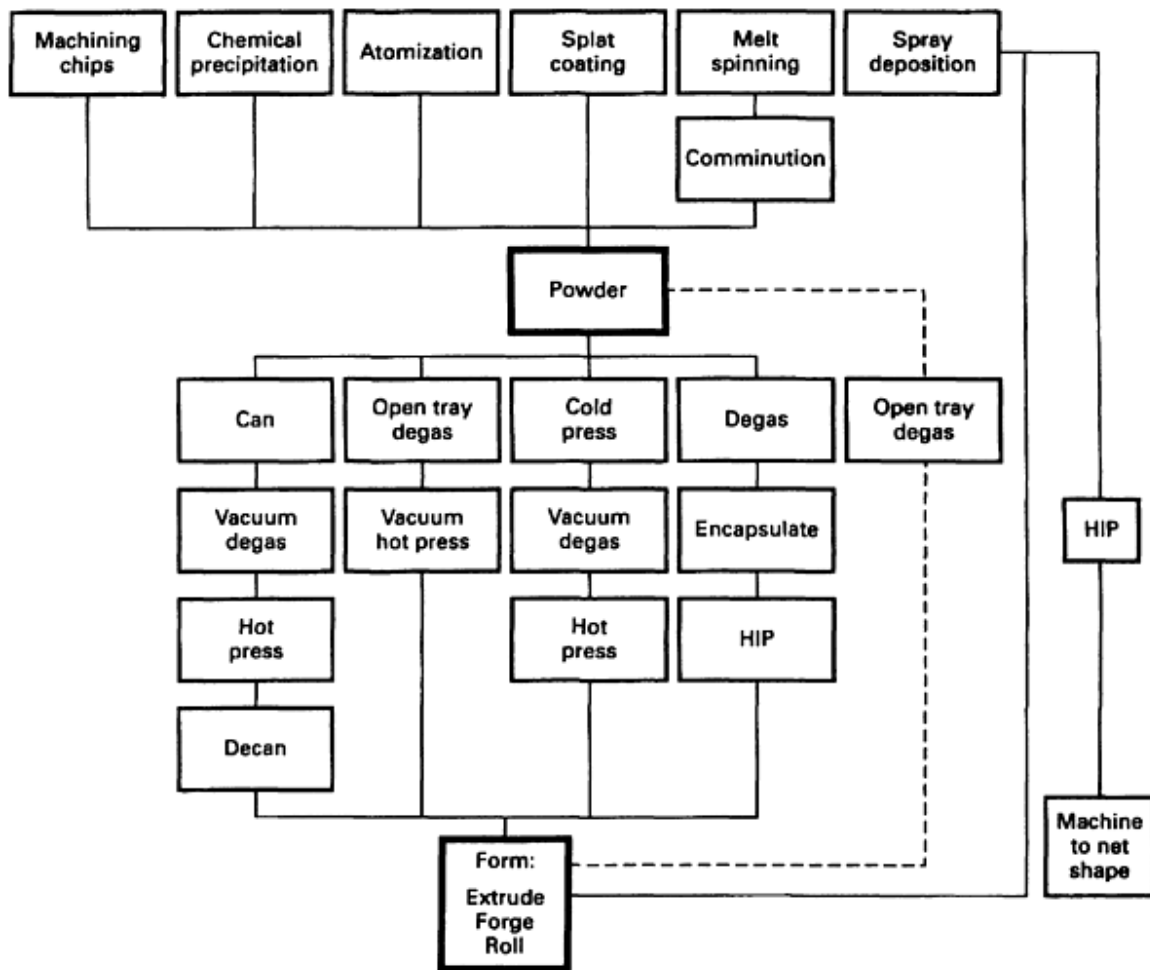 Machining
chips
Chemical
precipitation
Atomization
Splat
coating
Melt
spinning
Spray
deposition
Comminution
Powder
Can
Open tray
degas
Cold
press
Degas
Open tray
degas
Vacuum
degas
Vacuum
hot press
Vacuum
degas
Encapsulate
HIP
Hot
press
Hot
press
HIP
Decan
Machine
to net
shape
Form:
Extrude
Forge
Roll